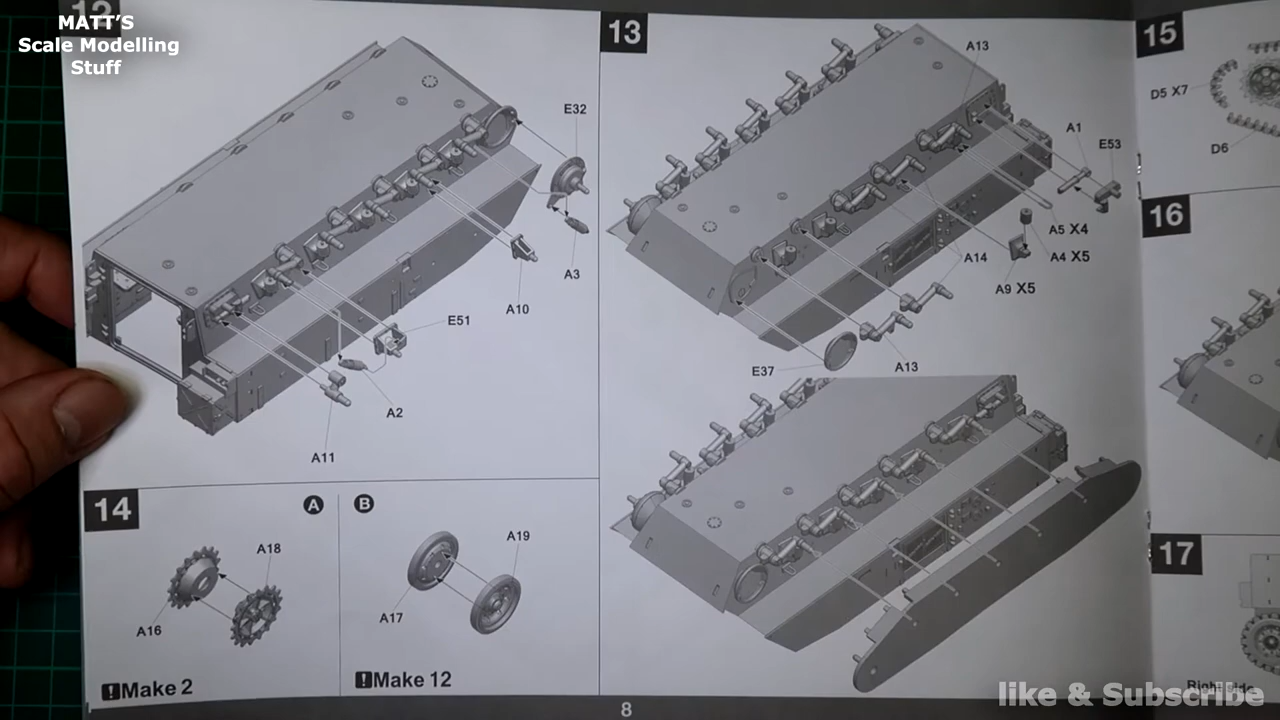 MATT'S
Scale Modelling
Stuff
12
E32
A3
A10
E51
A2
A11
13
A13
A1
E53
A5 X4
A4 X5
A14
A9 X5
A13
E37
14
A
B
A18
A16
!Make 2
A19
A17
!Make 12
15
D5 X7
D6
16
17
8
like & Subscribe